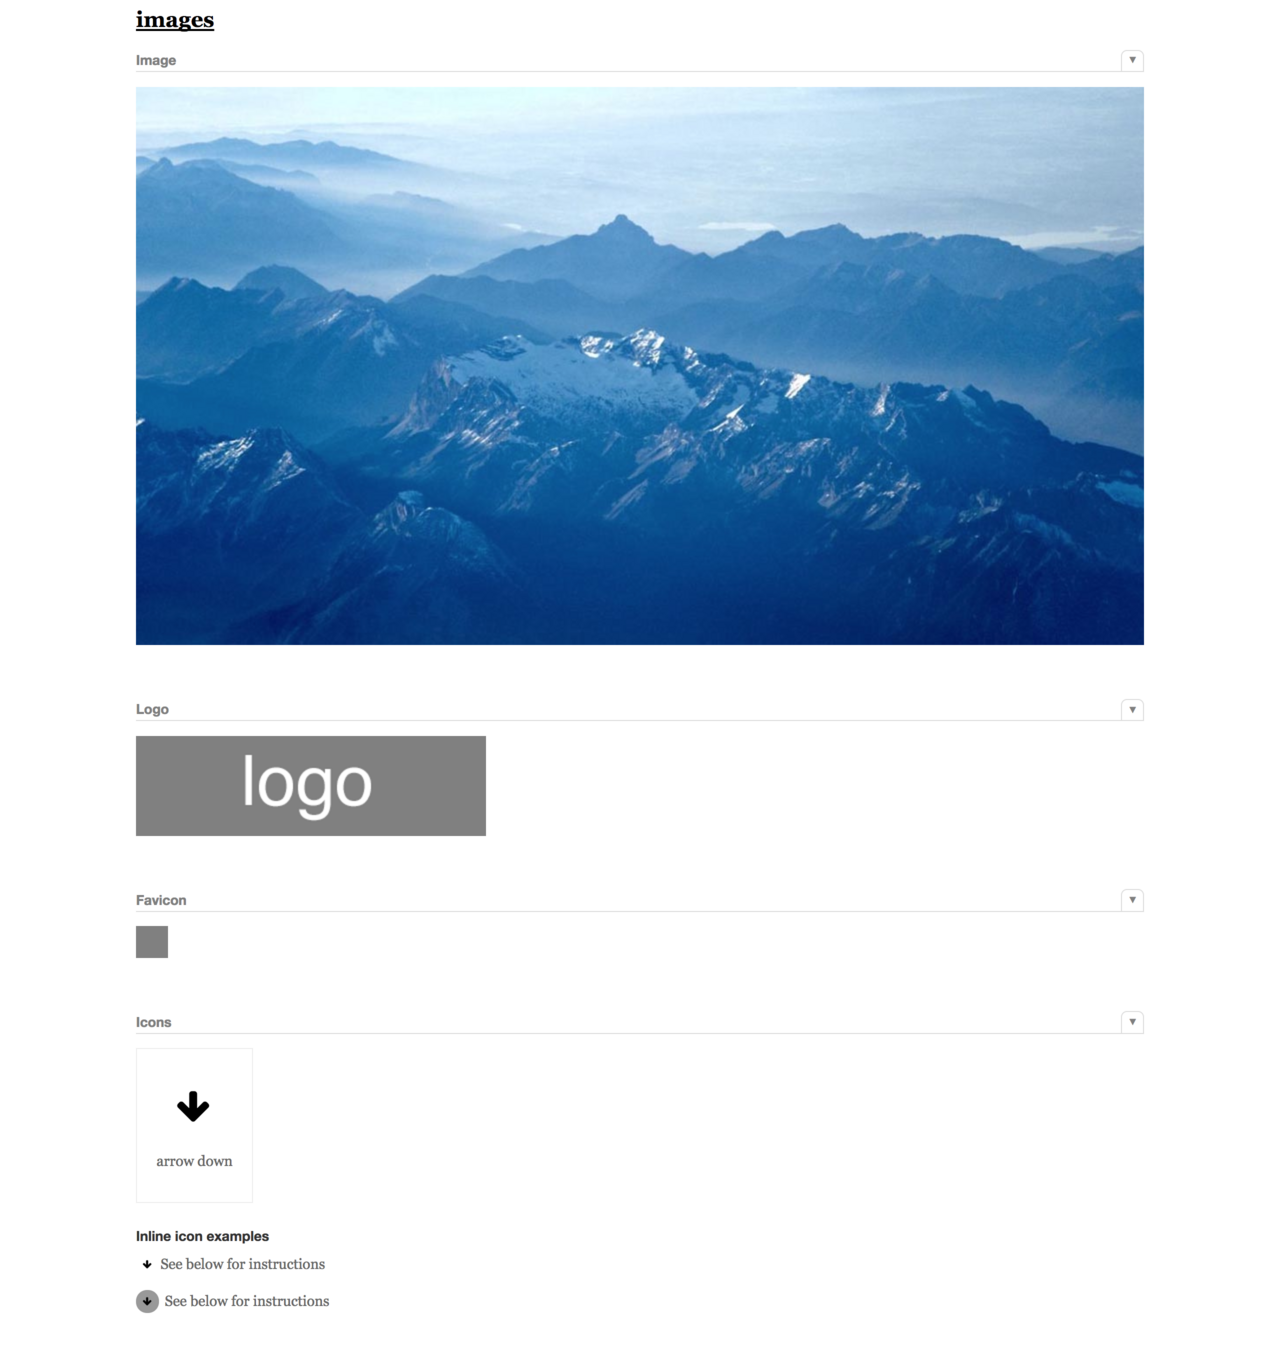 images
Image
▼
Logo
▼
logo
Favicon
▼
Icons
▼
arrow down
Inline icon examples
See below for instructions
See below for instructions